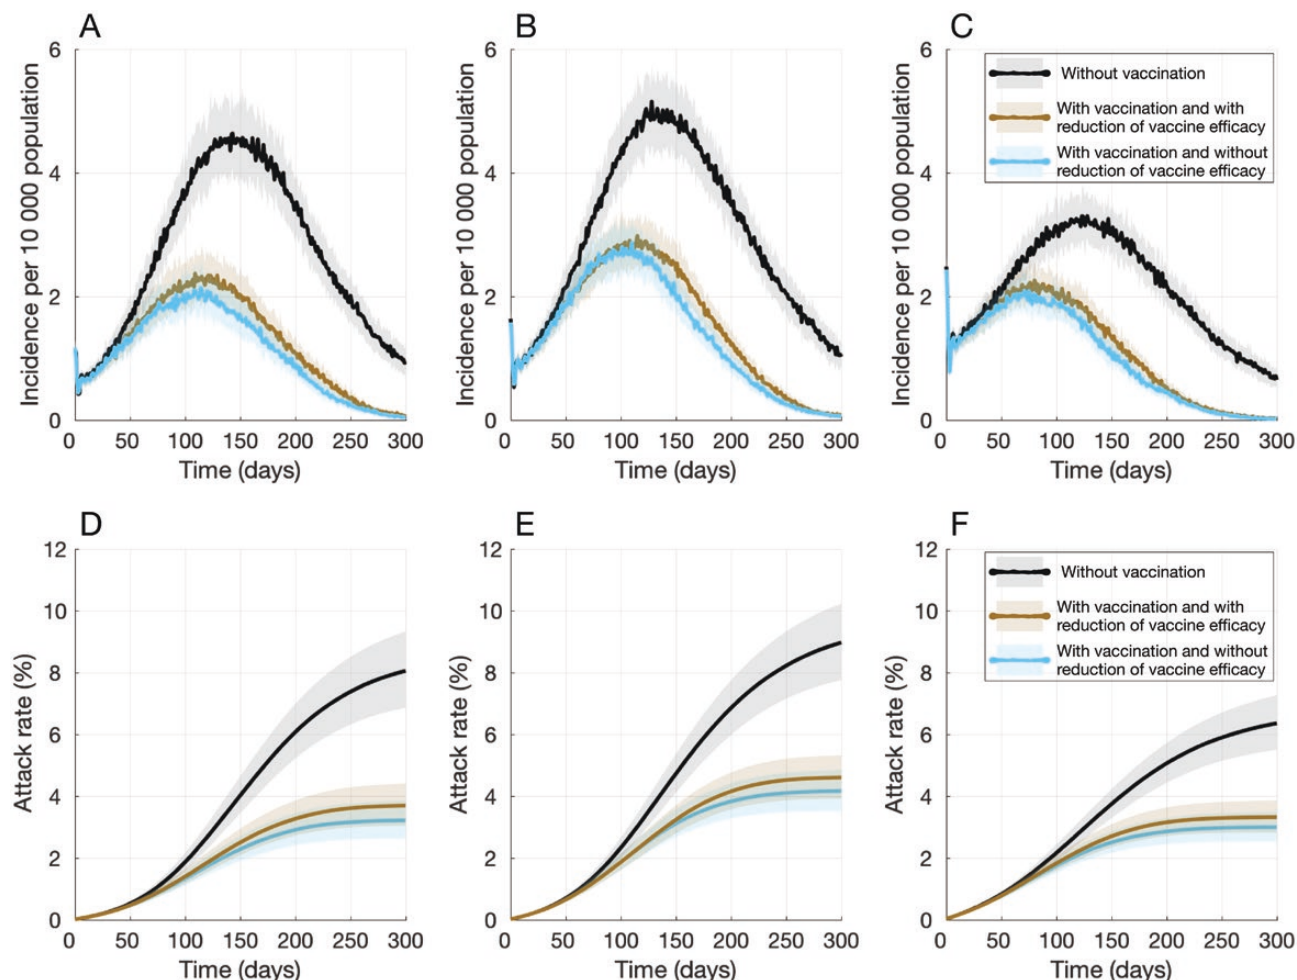 A
B
C
Incidence per 10 000 population
6
4
2
0
0 50 100 150 200 250 300
Time (days)
Incidence per 10 000 population
6
4
2
0
0 50 100 150 200 250 300
Time (days)
Incidence per 10 000 population
6
4
2
0
0 50 100 150 200 250 300
Time (days)
Without vaccination
With vaccination and with
reduction of vaccine efficacy
With vaccination and without
reduction of vaccine efficacy
D
E
F
Attack rate (%)
12
10
8
6
4
2
0
0 50 100 150 200 250 300
Time (days)
Attack rate (%)
12
10
8
6
4
2
0
0 50 100 150 200 250 300
Time (days)
Attack rate (%)
12
10
8
6
4
2
0
0 50 100 150 200 250 300
Time (days)
Without vaccination
With vaccination and with
reduction of vaccine efficacy
With vaccination and without
reduction of vaccine efficacy